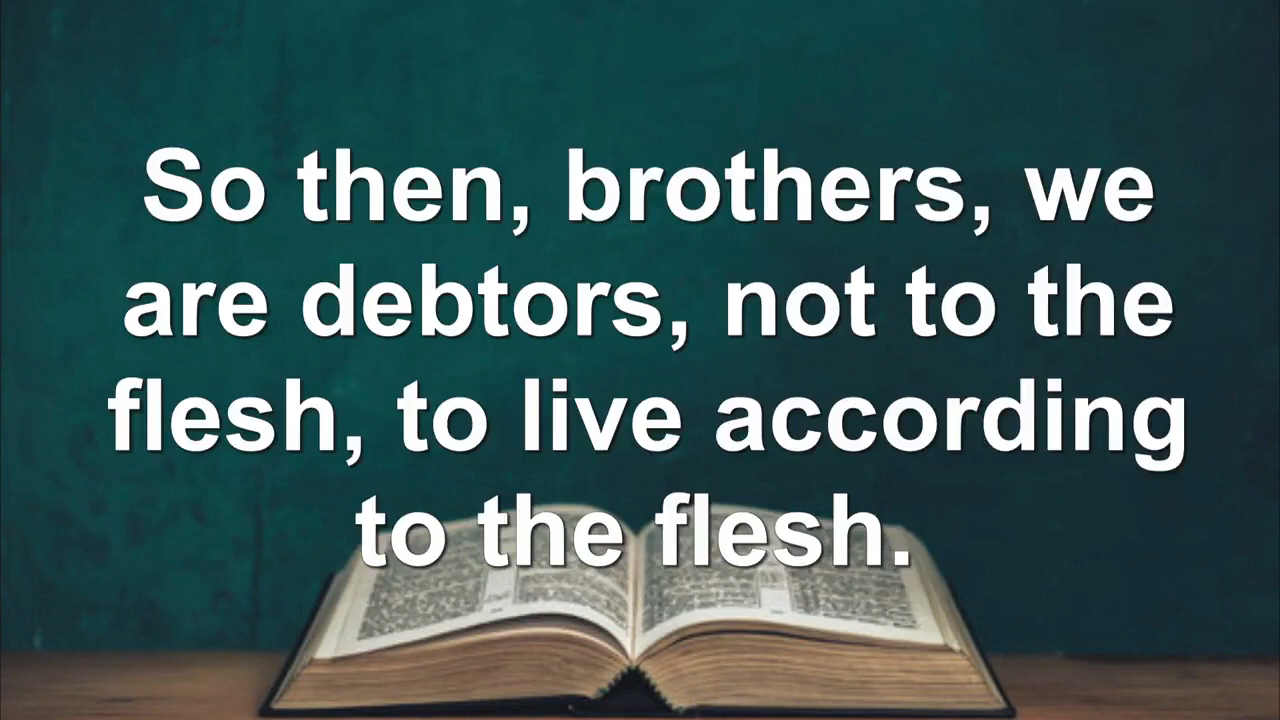 So then, brothers, we
are debtors, not to the
flesh, to live according
to the flesh.